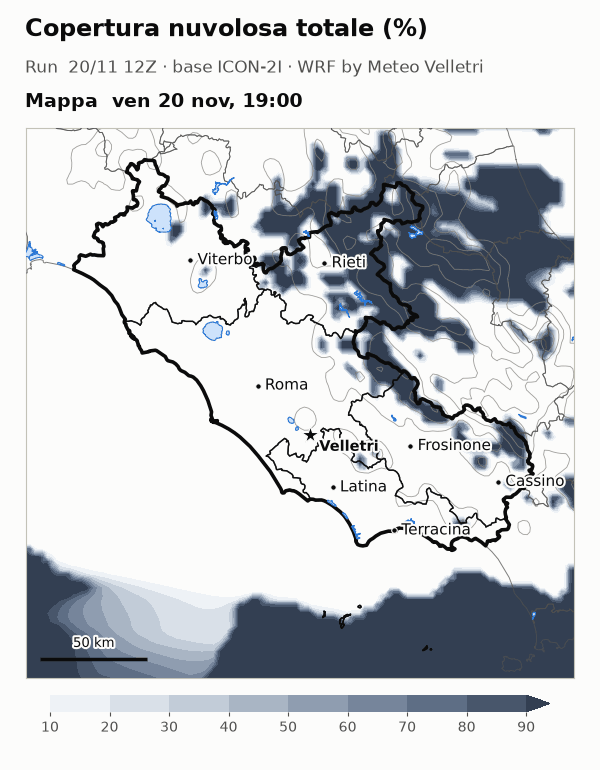 Copertura nuvolosa totale (%)
Run  20/11 12Z · base ICON-2I · WRF by Meteo Velletri
Mappa  ven 20 nov, 19:00
Viterbo
Rieti
Roma
Velletri
Frosinone
Cassino
Latina
Terracina
50 km
10 20 30 40 50 60 70 80 90